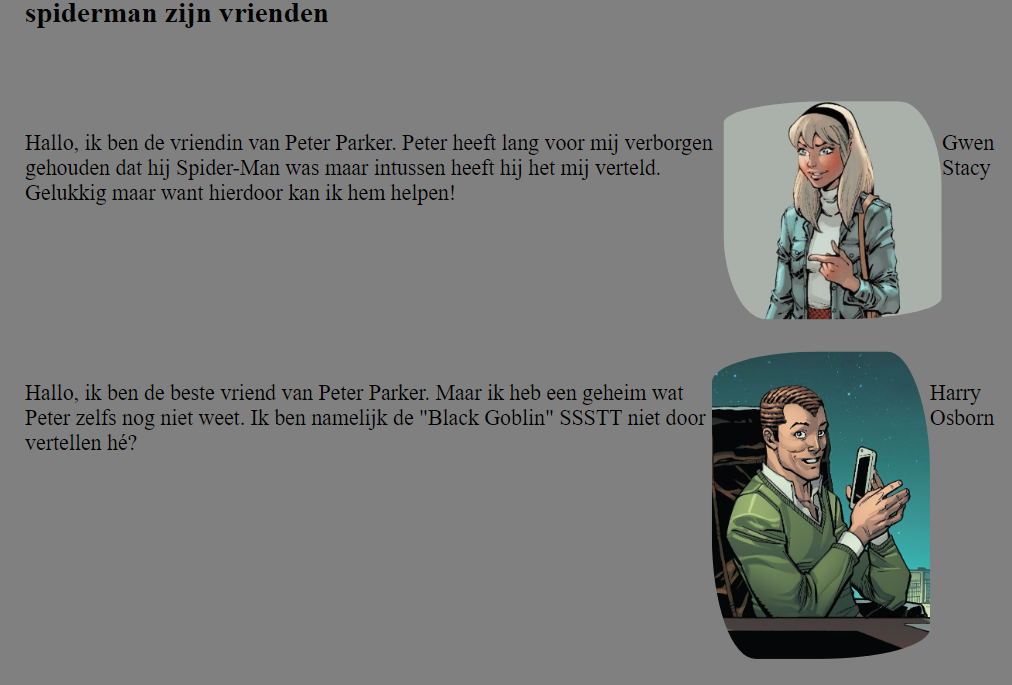 spiderman zijn vrienden
Hallo, ik ben de vriendin van Peter Parker. Peter heeft lang voor mij verborgen
gehouden dat hij Spider-Man was maar intussen heeft hij het mij verteld.
Gelukkig maar want hierdoor kan ik hem helpen!
Gwen
Stacy
Hallo, ik ben de beste vriend van Peter Parker. Maar ik heb een geheim wat
Peter zelfs nog niet weet. Ik ben namelijk de "Black Goblin" SSSTT niet door
vertellen hé?
Harry
Osborn